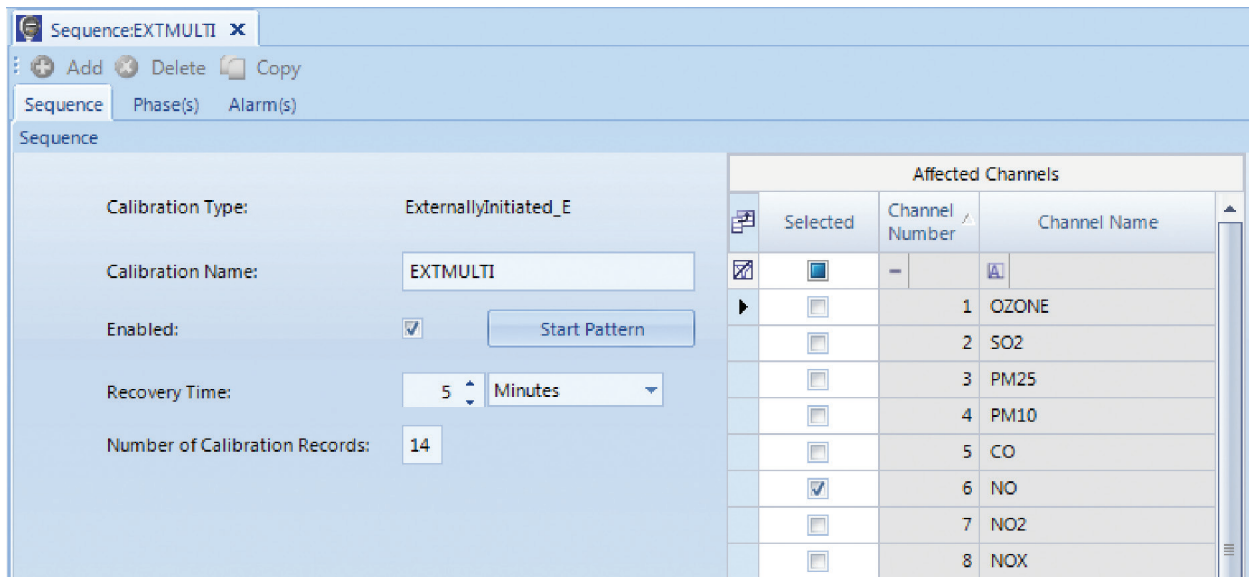 Sequence:EXTMULTI X
Add Delete Copy
Sequence Phase(s) Alarm(s)
Sequence
Calibration Type: ExternallyInitiated_E
Calibration Name: EXTMULTI
Enabled: Start Pattern
Recovery Time: 5 Minutes
Number of Calibration Records: 14
Affected Channels
Selected Channel Number Channel Name
A
1 OZONE
2 SO2
3 PM25
4 PM10
5 CO
6 NO
7 NO2
8 NOX